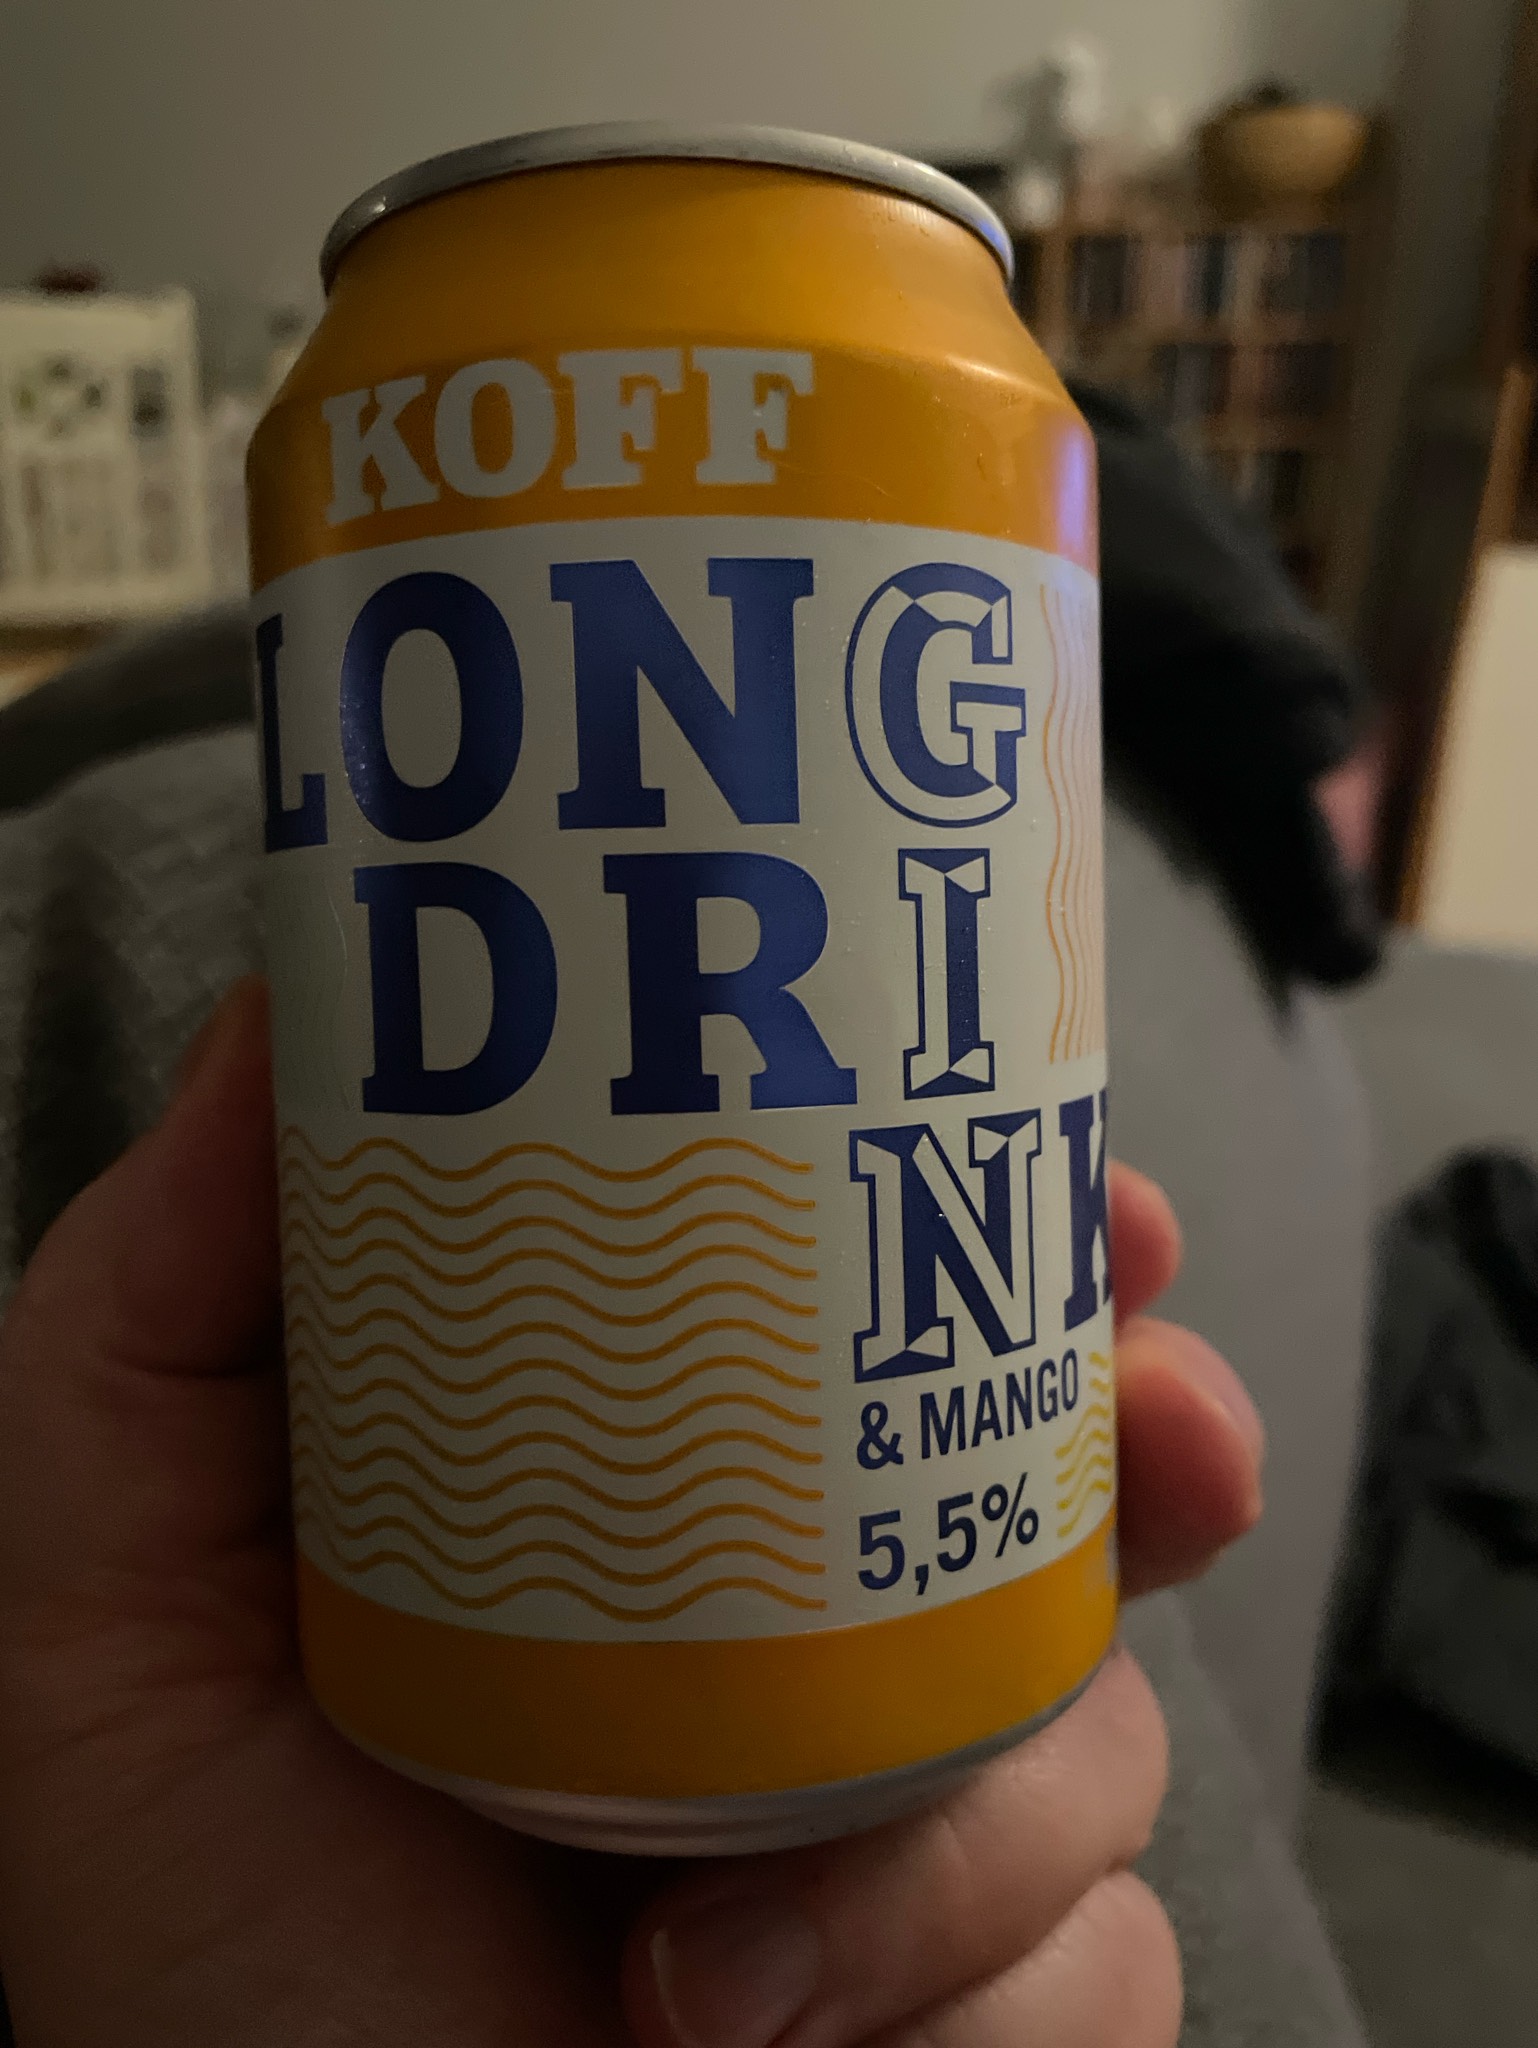 KOFF
LONG
DRI
NK
& MANGO
5,5%